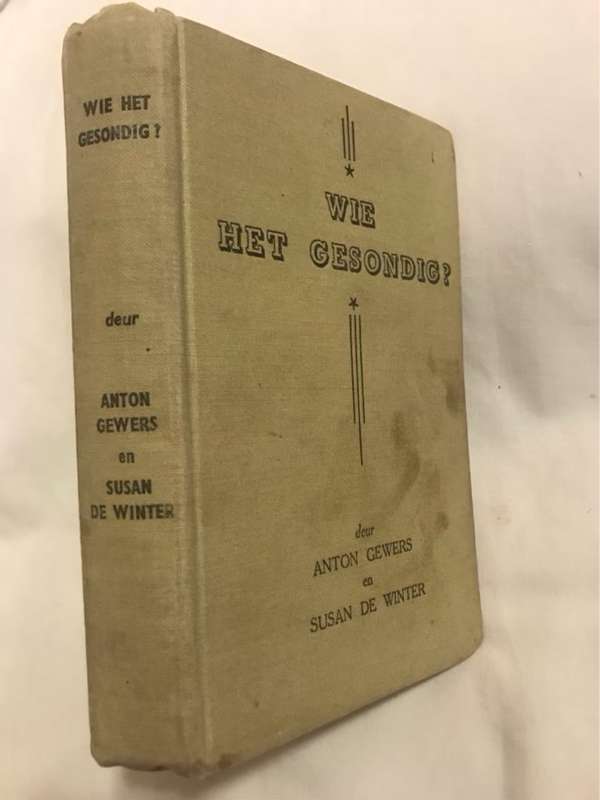 WIE HET
GESONDIG?
deur
ANTON
GEWERS
en
SUSAN
DE WINTER
WIE
HET GESONDIG?
deur
ANTON GEWERS
en
SUSAN DE WINTER